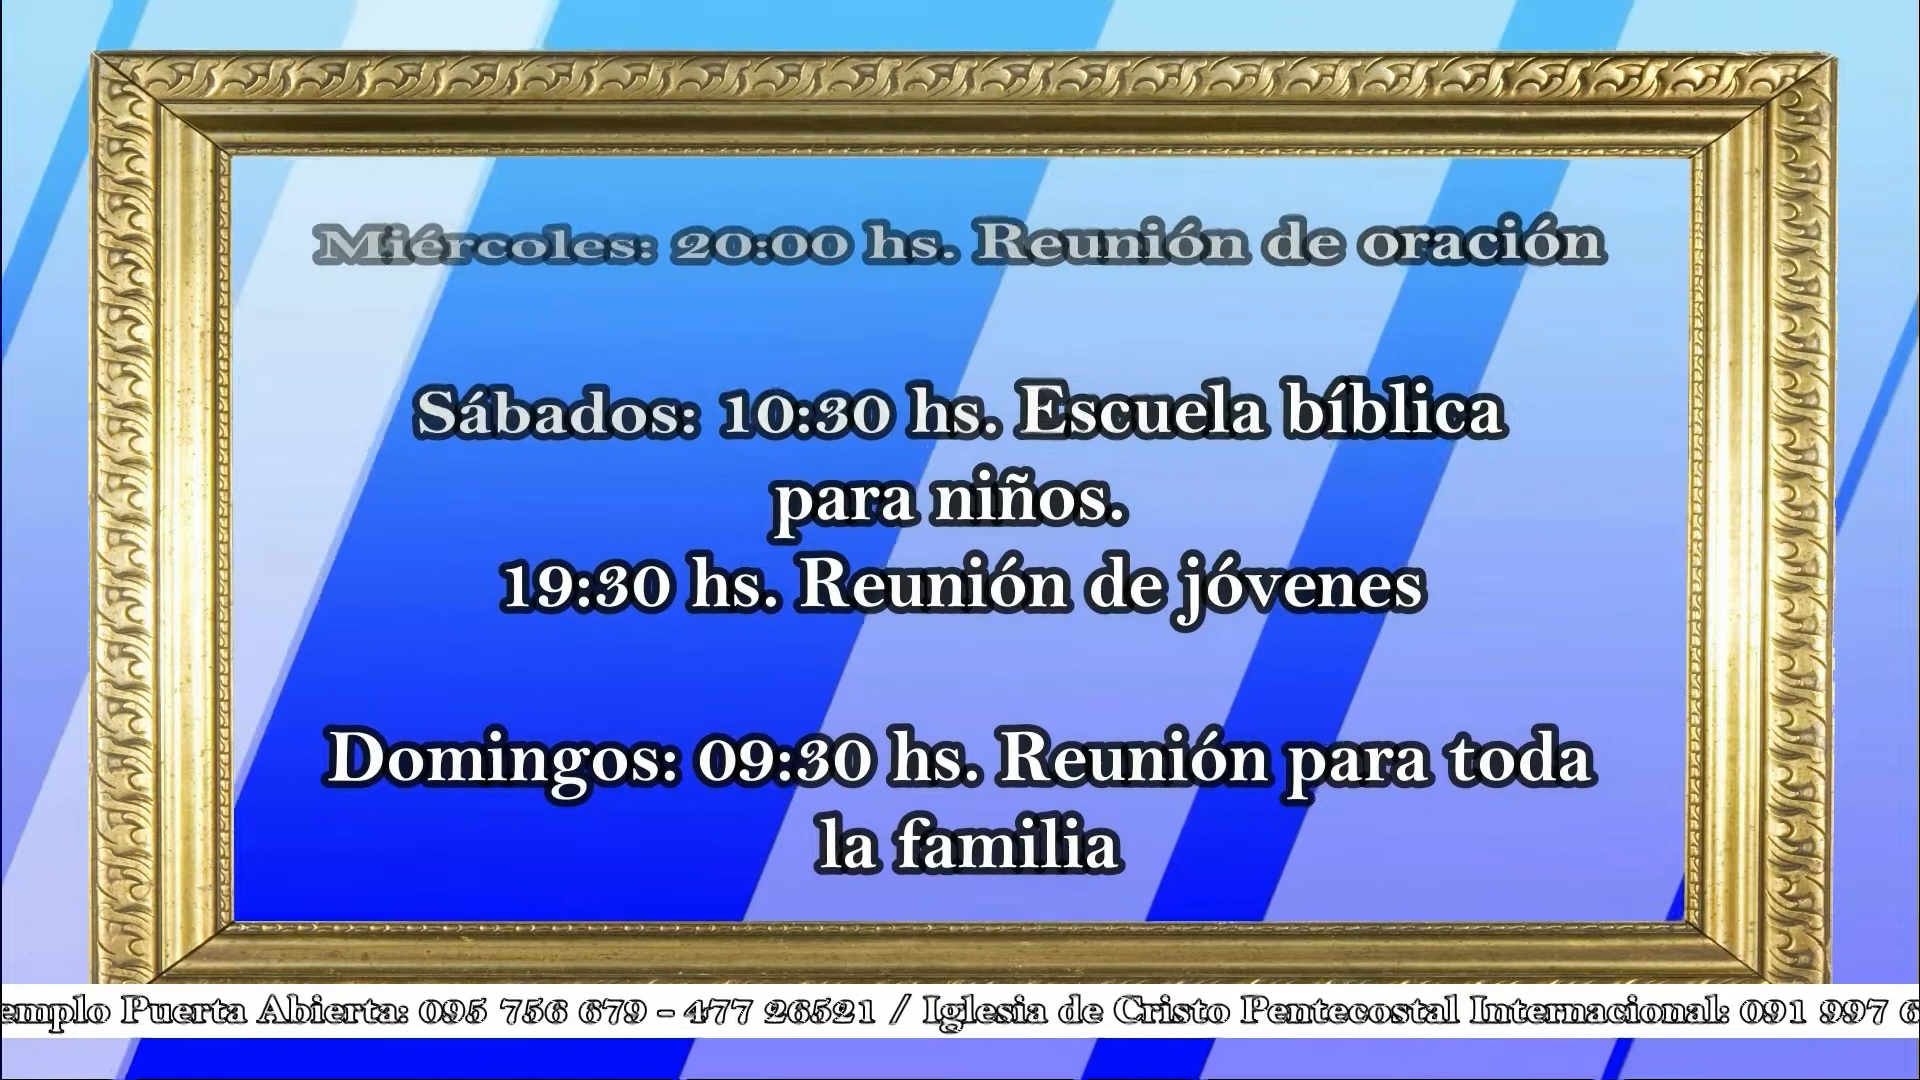 Miércoles: 20:00 hs. Reunión de oración
Sábados: 10:30 hs. Escuela bíblica
para niños.
19:30 hs. Reunión de jóvenes
Domingos: 09:30 hs. Reunión para toda
la familia
Puerta Abierta: 095 756 679 - 477 26521 / Iglesia de Cristo Pentecostal Internacional: 091 997